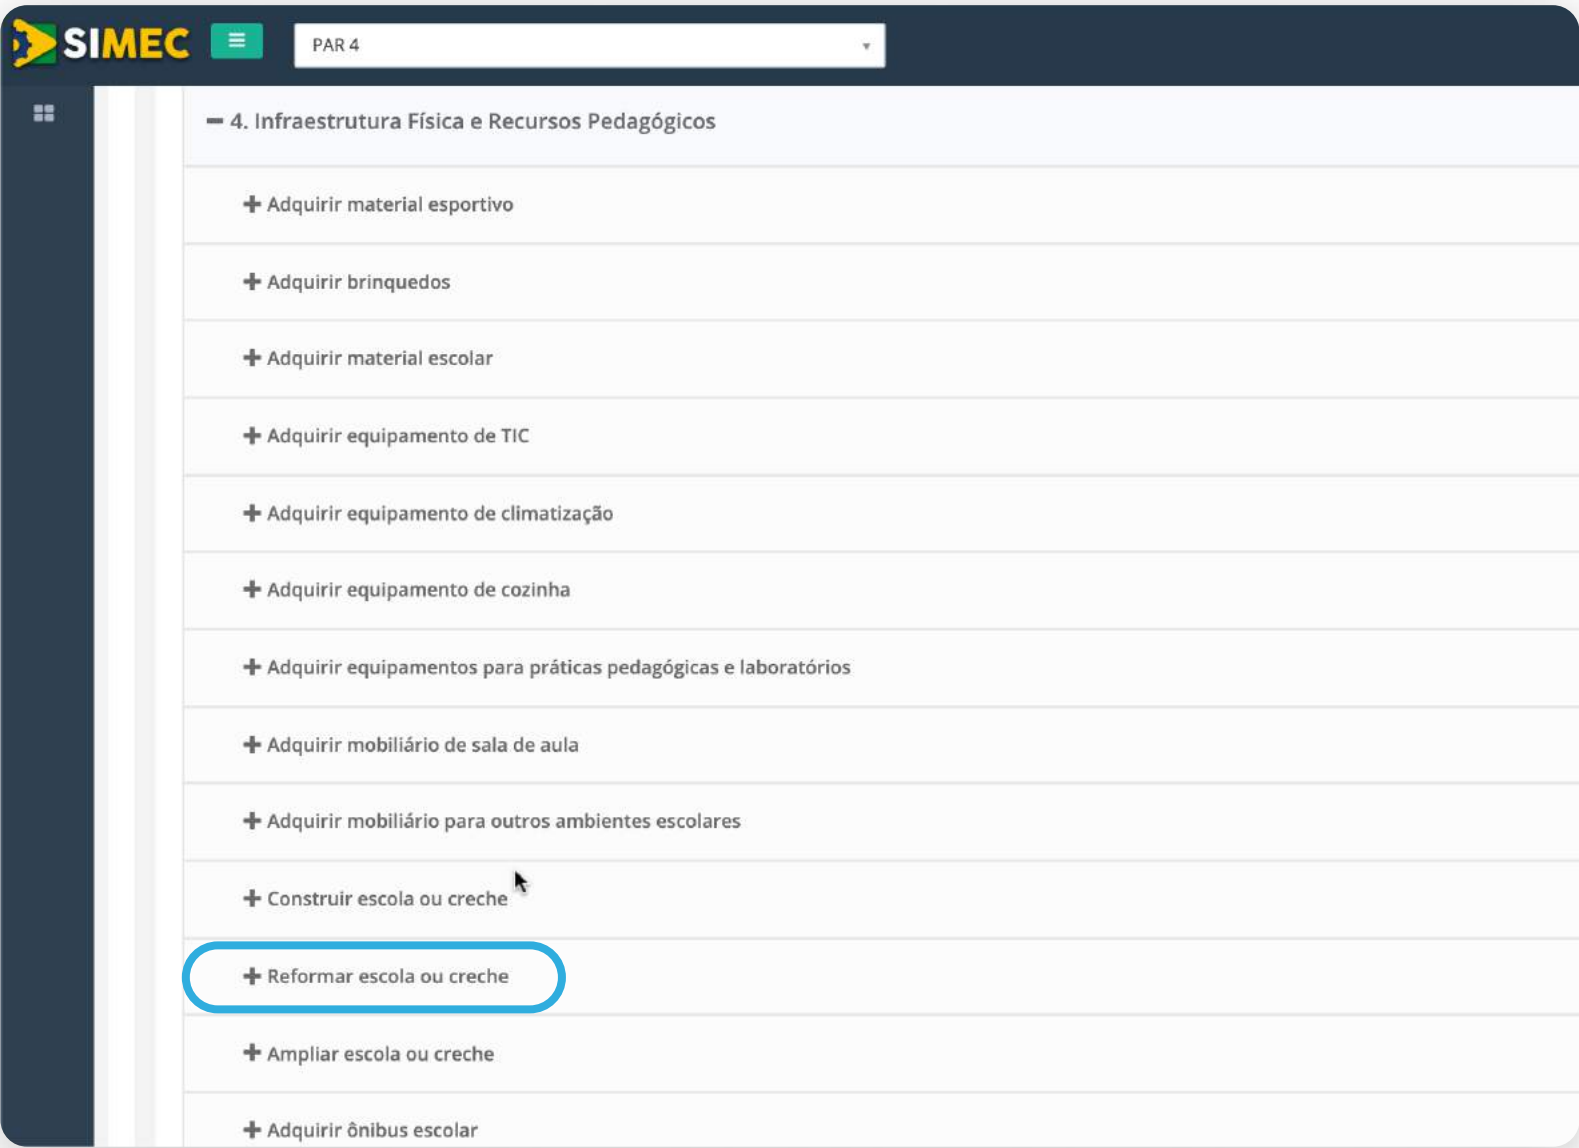 SIMEC
PAR 4
4. Infraestrutura Física e Recursos Pedagógicos
Adquirir material esportivo
Adquirir brinquedos
Adquirir material escolar
Adquirir equipamento de TIC
Adquirir equipamento de climatização
Adquirir equipamento de cozinha
Adquirir equipamentos para práticas pedagógicas e laboratórios
Adquirir mobiliário de sala de aula
Adquirir mobiliário para outros ambientes escolares
Construir escola ou creche
Reformar escola ou creche
Ampliar escola ou creche
Adquirir ônibus escolar